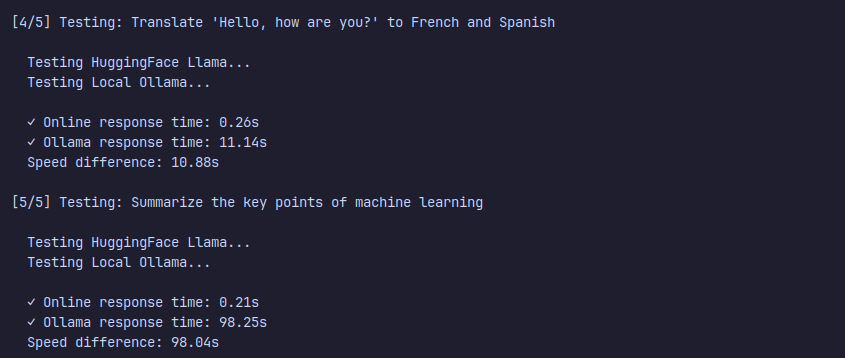 [4/5] Testing: Translate 'Hello, how are you?' to French and Spanish
Testing HuggingFace Llama...
Testing Local Ollama...
✓ Online response time: 0.26s
✓ Ollama response time: 11.14s
Speed difference: 10.88s
[5/5] Testing: Summarize the key points of machine learning
Testing HuggingFace Llama...
Testing Local Ollama...
✓ Online response time: 0.21s
✓ Ollama response time: 98.25s
Speed difference: 98.04s